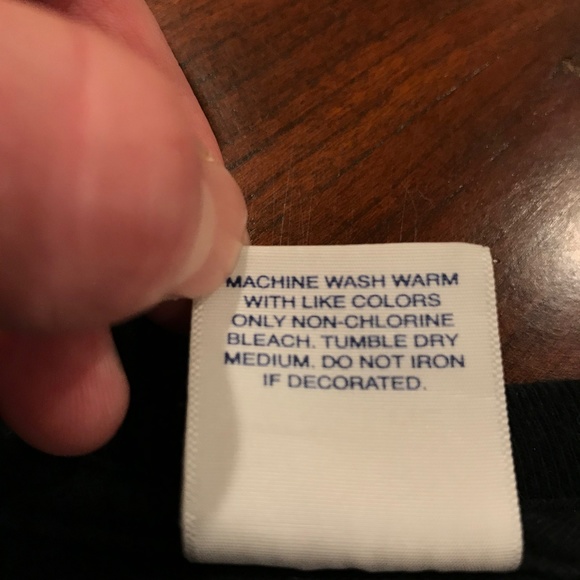 MACHINE WASH WARM
WITH LIKE COLORS
ONLY NON-CHLORINE
BLEACH. TUMBLE DRY
MEDIUM. DO NOT IRON
IF DECORATED.